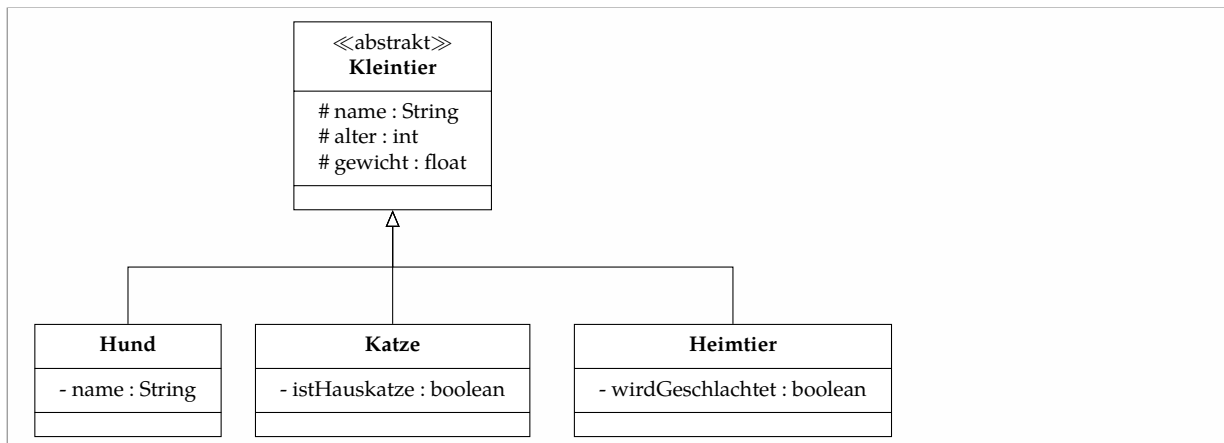 ≪abstrakt≫
Kleintier
# name : String
# alter : int
# gewicht : float
Hund
- name : String
Katze
- istHauskatze : boolean
Heimtier
- wirdGeschlachtet : boolean